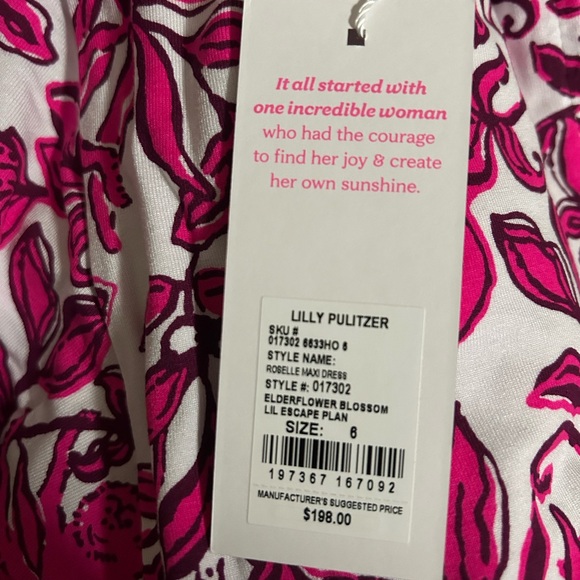 It all started with
one incredible woman
who had the courage
to find her joy & create
her own sunshine.
LILLY PULITZER
SKU #
017302 6633HO 6
STYLE NAME:
ROSELLE MAXI DRESS
STYLE #: 017302
ELDERFLOWER BLOSSOM
LIL ESCAPE PLAN
SIZE: 6
197367 167092
MANUFACTURER'S SUGGESTED PRICE
$198.00